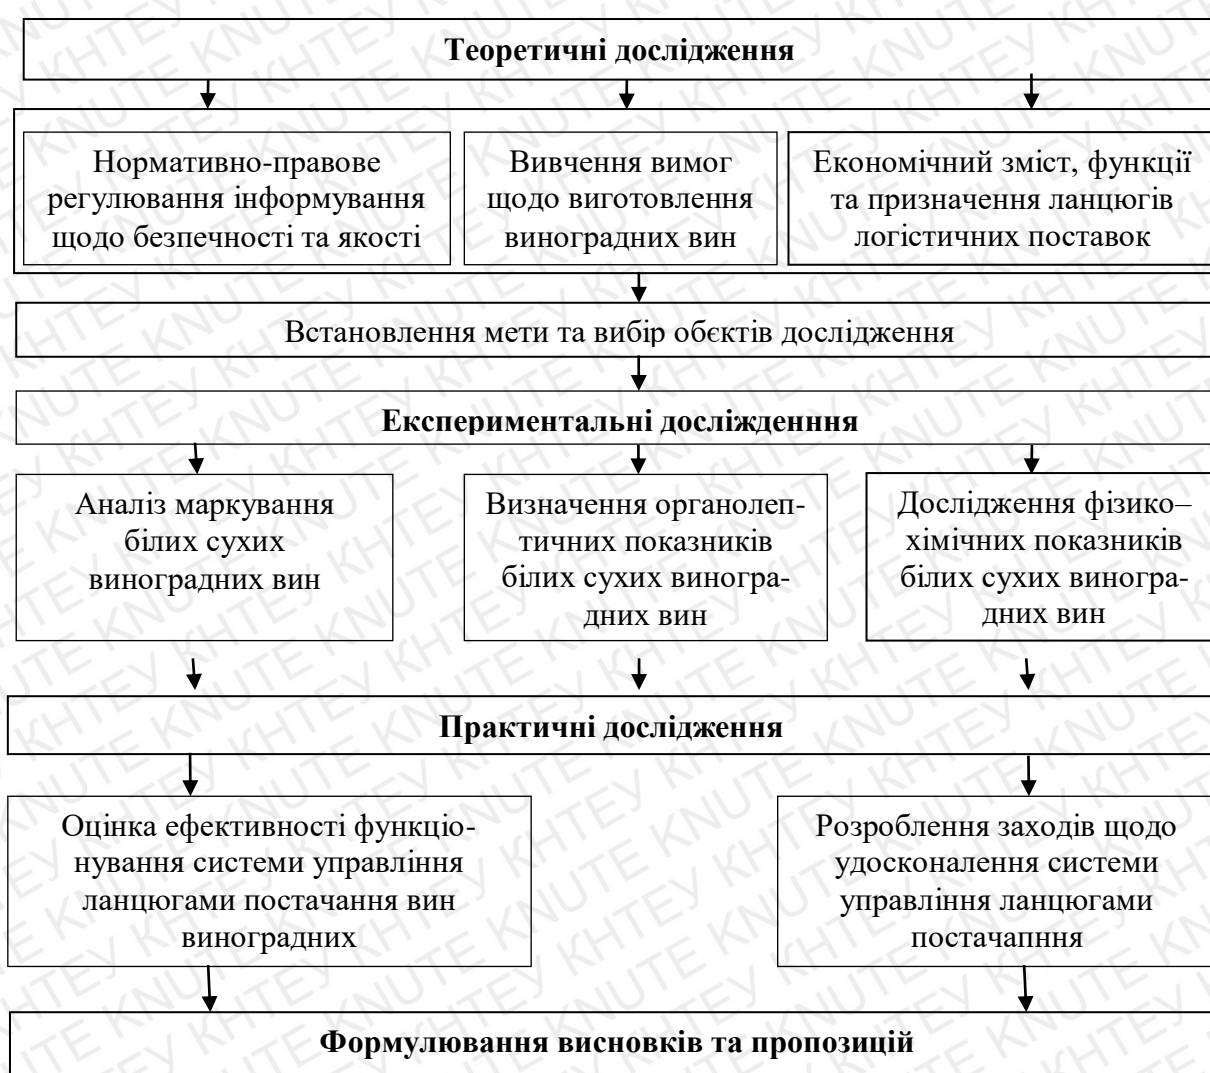 Теоретичні дослідження
Нормативно-правове
регулювання інформування
щодо безпечності та якості
Вивчення вимог
щодо виготовлення
виноградних вин
Економічний зміст, функції
та призначення ланцюгів
логістичних поставок
Встановлення мети та вибір обєктів дослідження
Експериментальні досліжденння
Аналіз маркування
білих сухих
виноградних вин
Визначення органолеп-
тичних показників
білих сухих виногра-
дних вин
Дослідження фізико–
хімічних показників
білих сухих виногра-
дних вин
Практичні дослідження
Оцінка ефективності функціо-
нування системи управління
ланцюгами постачання вин
виноградних
Розроблення заходів щодо
удосконалення системи
управління ланцюгами
постачапння
Формулювання висновків та пропозицій